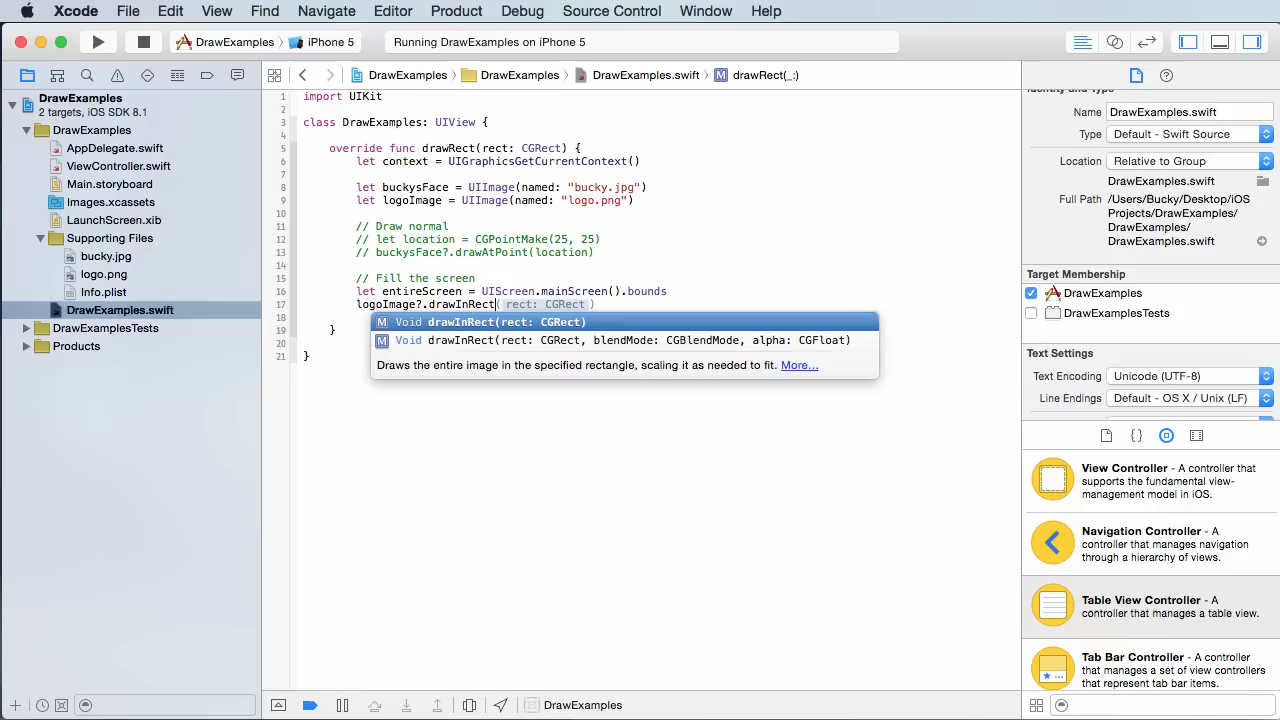 Xcode File Edit View Find Navigate Editor Product Debug Source Control Window Help
DrawExamples iPhone 5 Running DrawExamples on iPhone 5
DrawExamples DrawExamples DrawExamples.swift M drawRect(_:)
DrawExamples
2 targets, iOS SDK 8.1
DrawExamples
AppDelegate.swift
ViewController.swift
Main.storyboard
Images.xcassets
LaunchScreen.xib
Supporting Files
bucky.jpg
logo.png
Info.plist
DrawExamples.swift
DrawExamplesTests
Products
1 import UIKit
2
3 class DrawExamples: UIView {
4
5 override func drawRect(rect: CGRect) {
6 let context = UIGraphicsGetCurrentContext()
7
8 let buckysFace = UIImage(named: "bucky.jpg")
9 let logoImage = UIImage(named: "logo.png")
10
11 // Draw normal
12 // let location = CGPointMake(25, 25)
13 // buckysFace?.drawAtPoint(location)
14
15 // Fill the screen
16 let entireScreen = UIScreen.mainScreen().bounds
17 logoImage?.drawInRect(rect: CGRect)
18
19 }
20
21 }
M Void drawInRect(rect: CGRect)
M Void drawInRect(rect: CGRect, blendMode: CGBlendMode, alpha: CGFloat)
Draws the entire image in the specified rectangle, scaling it as needed to fit. More...
DrawExamples
Identity and Type
Name DrawExamples.swift
Type Default - Swift Source
Location Relative to Group
DrawExamples.swift
Full Path /Users/Bucky/Desktop/iOS
Projects/DrawExamples/
DrawExamples/
DrawExamples.swift
Target Membership
DrawExamples
DrawExamplesTests
Text Settings
Text Encoding Unicode (UTF-8)
Line Endings Default - OS X / Unix (LF)
View Controller - A controller that
supports the fundamental view-
management model in iOS.
Navigation Controller - A
controller that manages navigation
through a hierarchy of views.
Table View Controller - A
controller that manages a table view.
Tab Bar Controller - A controller
that manages a set of view controllers
that represent tab bar items.